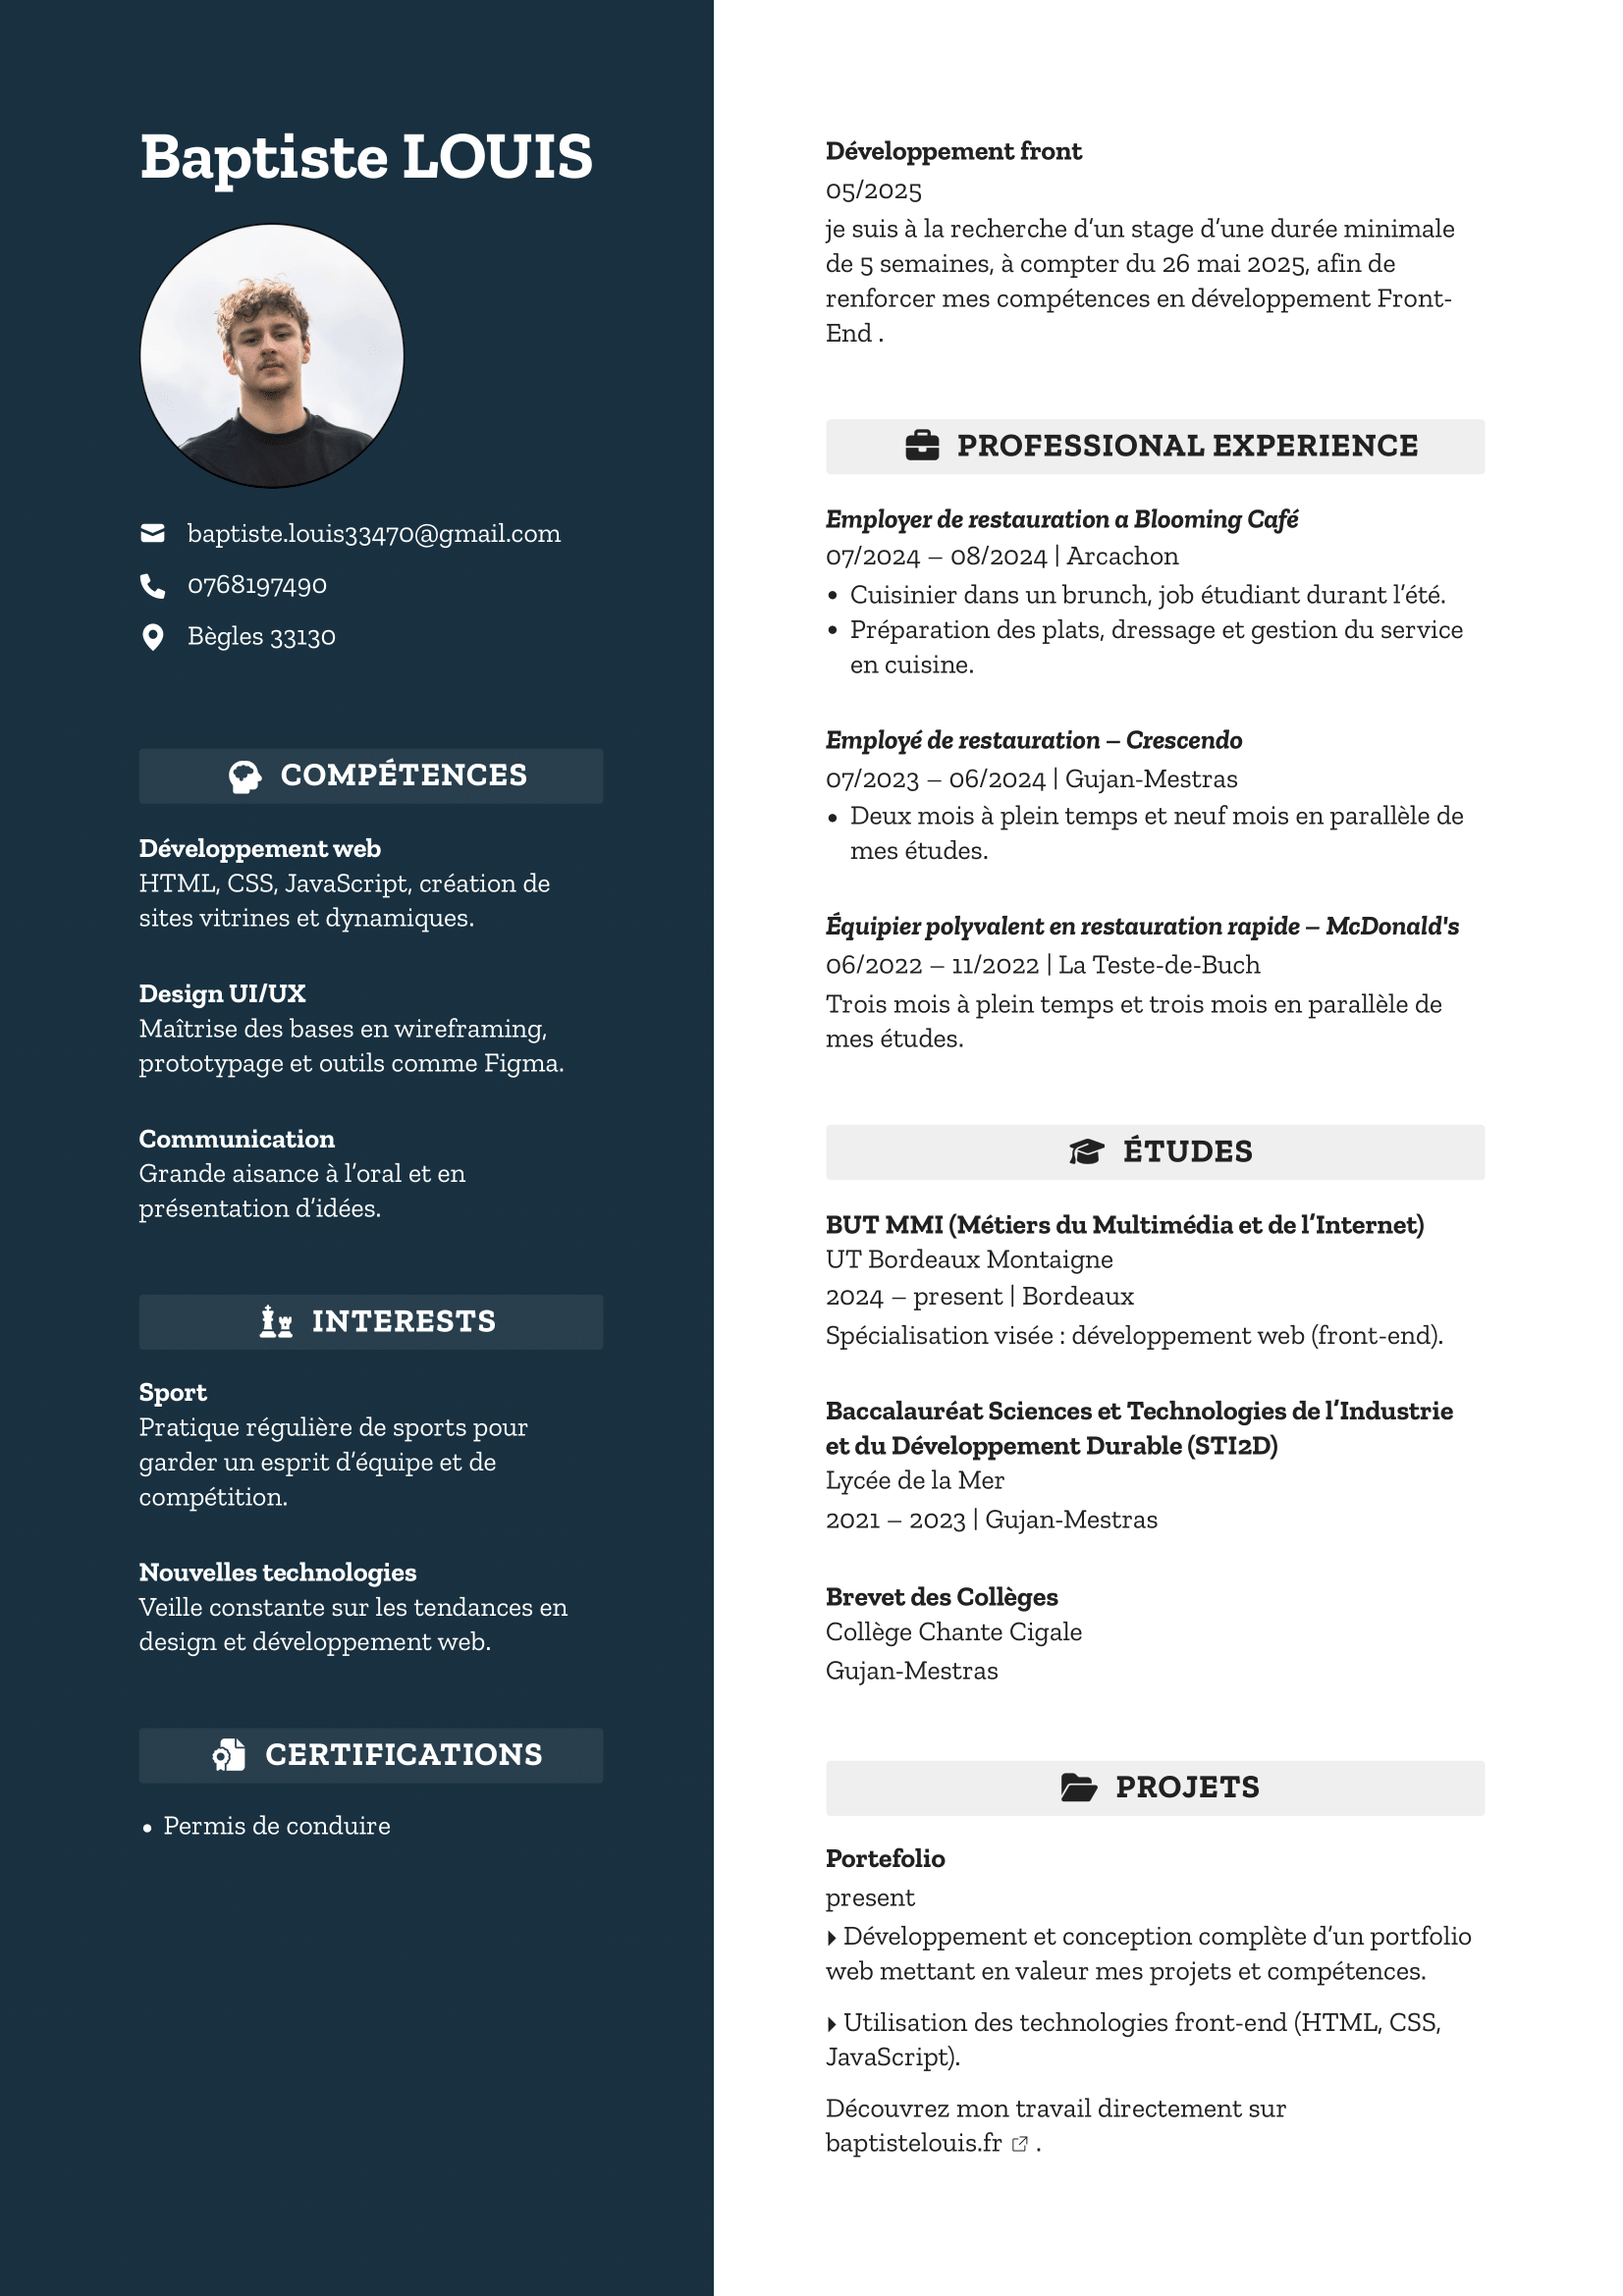 Baptiste LOUIS
baptiste.louis33470@gmail.com
0768197490
Bègles 33130
COMPÉTENCES
Développement web
HTML, CSS, JavaScript, création de
sites vitrines et dynamiques.
Design UI/UX
Maîtrise des bases en wireframing,
prototypage et outils comme Figma.
Communication
Grande aisance à l’oral et en
présentation d’idées.
INTERESTS
Sport
Pratique régulière de sports pour
garder un esprit d’équipe et de
compétition.
Nouvelles technologies
Veille constante sur les tendances en
design et développement web.
CERTIFICATIONS
• Permis de conduire
Développement front
05/2025
je suis à la recherche d’un stage d’une durée minimale
de 5 semaines, à compter du 26 mai 2025, afin de
renforcer mes compétences en développement Front-
End .
PROFESSIONAL EXPERIENCE
Employer de restauration a Blooming Café
07/2024 – 08/2024 | Arcachon
• Cuisinier dans un brunch, job étudiant durant l’été.
• Préparation des plats, dressage et gestion du service
en cuisine.
Employé de restauration – Crescendo
07/2023 – 06/2024 | Gujan-Mestras
• Deux mois à plein temps et neuf mois en parallèle de
mes études.
Équipier polyvalent en restauration rapide – McDonald's
06/2022 – 11/2022 | La Teste-de-Buch
Trois mois à plein temps et trois mois en parallèle de
mes études.
ÉTUDES
BUT MMI (Métiers du Multimédia et de l’Internet)
UT Bordeaux Montaigne
2024 – present | Bordeaux
Spécialisation visée : développement web (front-end).
Baccalauréat Sciences et Technologies de l’Industrie
et du Développement Durable (STI2D)
Lycée de la Mer
2021 – 2023 | Gujan-Mestras
Brevet des Collèges
Collège Chante Cigale
Gujan-Mestras
PROJETS
Portefolio
present
▸ Développement et conception complète d’un portfolio
web mettant en valeur mes projets et compétences.
▸ Utilisation des technologies front-end (HTML, CSS,
JavaScript).
Découvrez mon travail directement sur
baptistelouis.fr .